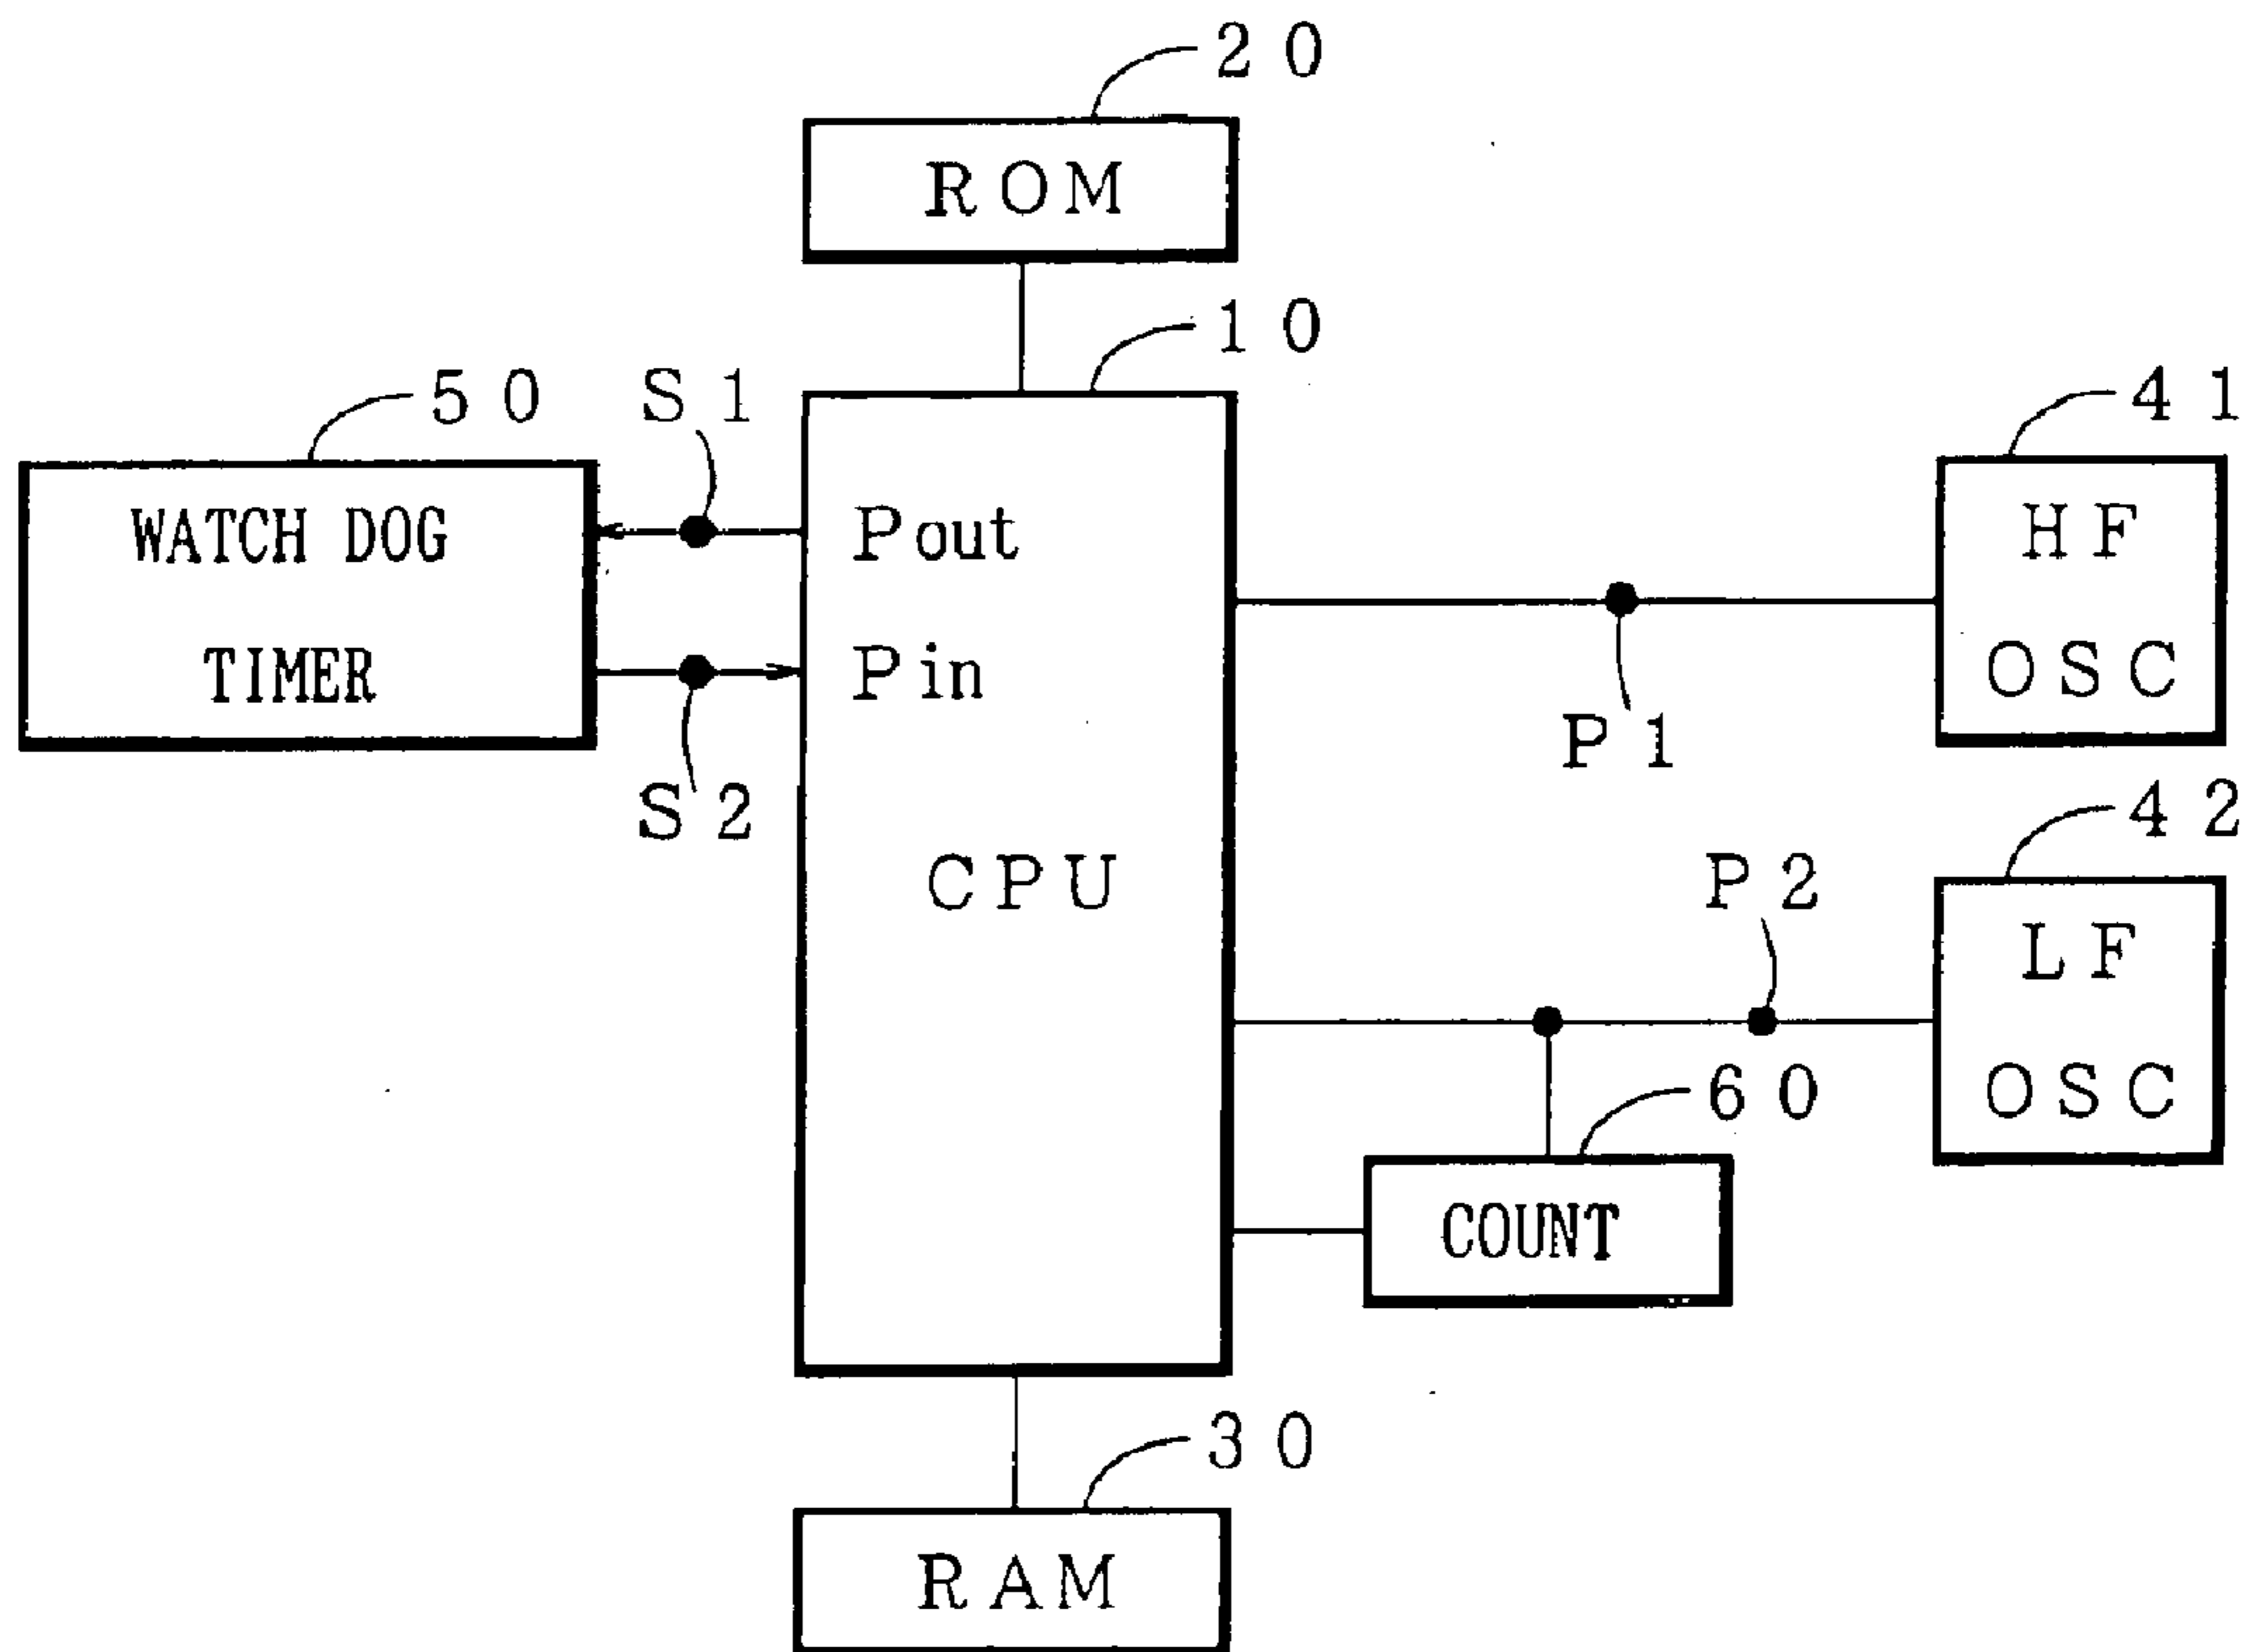 20
ROM
10
50
S1
41
WATCH DOG
TIMER
Pout
Pin
HF
OSC
P1
S2
42
CPU
P2
LF
OSC
60
COUNT
30
RAM